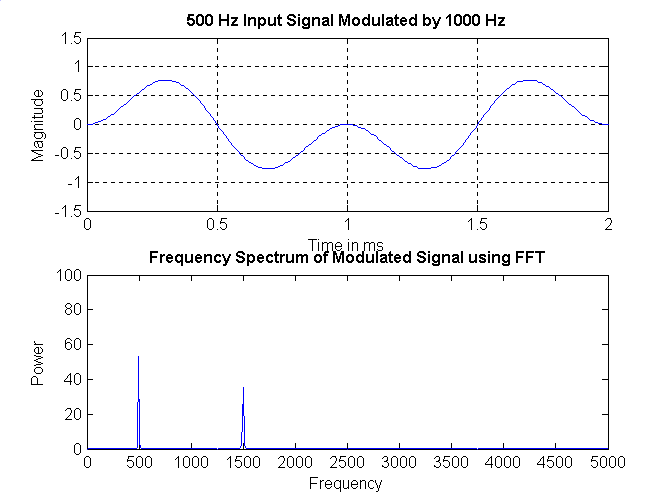 500 Hz Input Signal Modulated by 1000 Hz
1.5
1
0.5
0
-0.5
-1
-1.5
Magnitude
0 0.5 1 1.5 2
Time in ms
Frequency Spectrum of Modulated Signal using FFT
100
80
60
40
20
0
Power
0 500 1000 1500 2000 2500 3000 3500 4000 4500 5000
Frequency